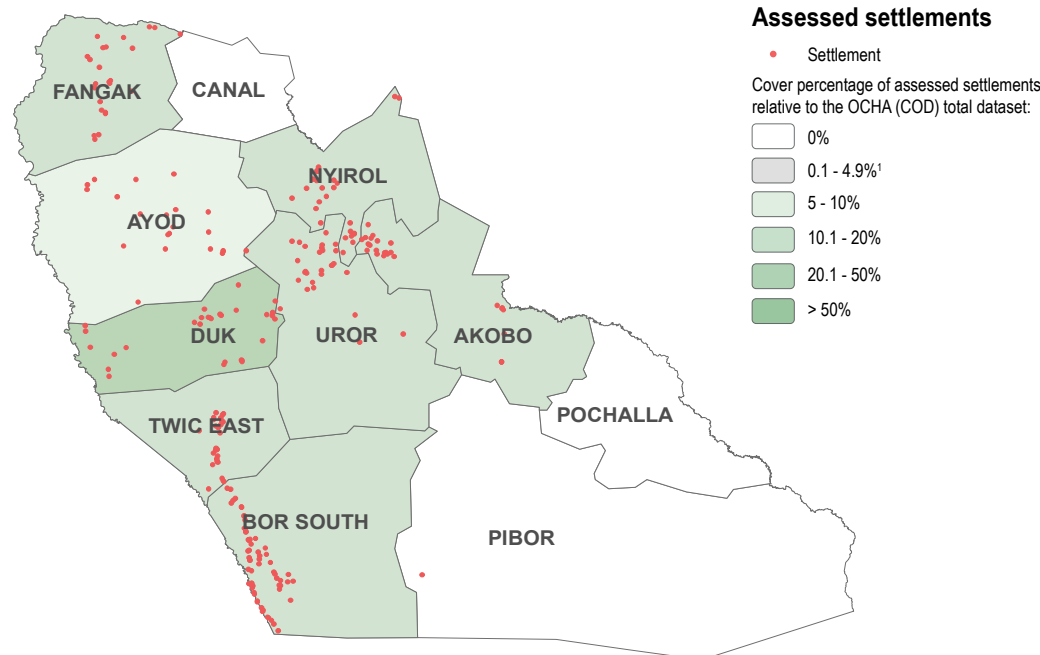 Assessed settlements
Settlement
Cover percentage of assessed settlements
relative to the OCHA (COD) total dataset:
0%
0.1 - 4.9%¹
5 - 10%
10.1 - 20%
20.1 - 50%
> 50%
FANGAK
CANAL
NYIROL
AYOD
DUK
UROR
AKOBO
TWIC EAST
POCHALLA
BOR SOUTH
PIBOR